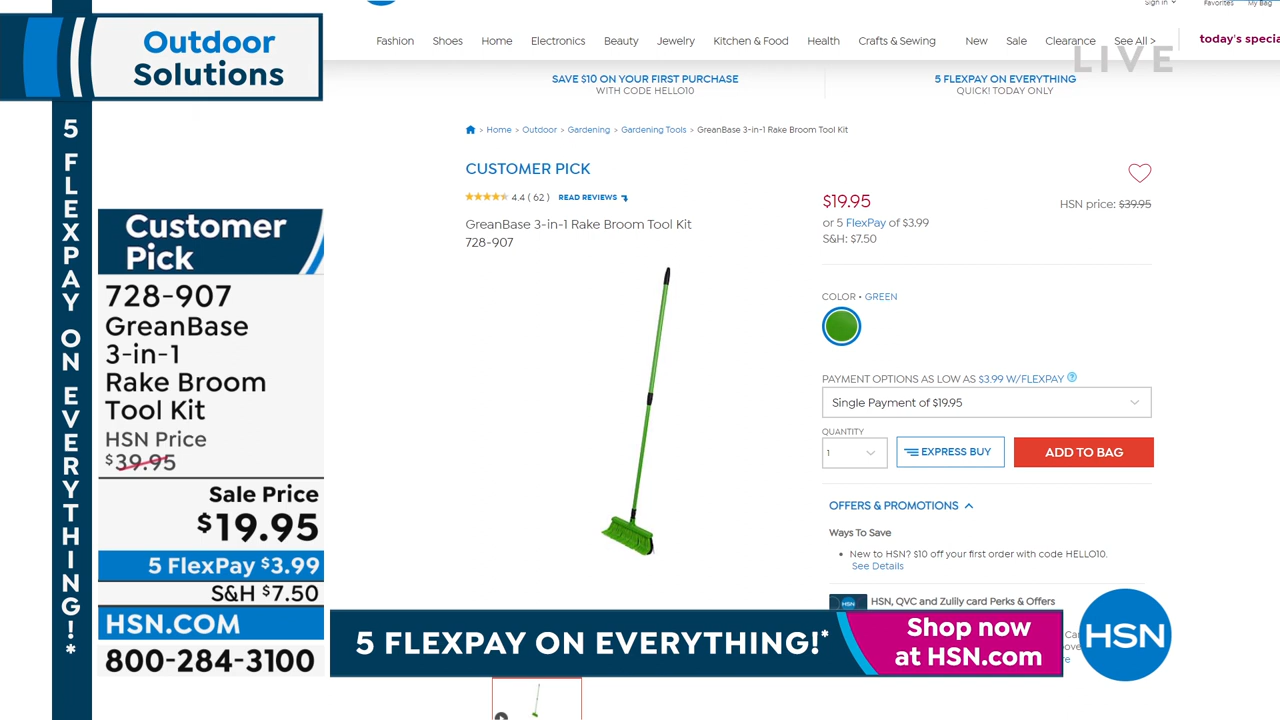 Outdoor
Solutions
5 FLEXPAY ON EVERYTHING!*
Customer
Pick
728-907
GreanBase
3-in-1
Rake Broom
Tool Kit
HSN Price
$39.95
Sale Price
$19.95
5 FlexPay $3.99
S&H $7.50
HSN.COM
800-284-3100
Sign in
Favorites
My Bag
Fashion
Shoes
Home
Electronics
Beauty
Jewelry
Kitchen & Food
Health
Crafts & Sewing
New
Sale
Clearance
See All >
today's specia
LIVE
SAVE $10 ON YOUR FIRST PURCHASE
WITH CODE HELLO10
5 FLEXPAY ON EVERYTHING
QUICK! TODAY ONLY
> Home > Outdoor > Gardening > Gardening Tools > GreanBase 3-in-1 Rake Broom Tool Kit
CUSTOMER PICK
4.4 ( 62 ) READ REVIEWS
GreanBase 3-in-1 Rake Broom Tool Kit
728-907
$19.95
HSN price: $39.95
or 5 FlexPay of $3.99
S&H: $7.50
COLOR • GREEN
PAYMENT OPTIONS AS LOW AS $3.99 W/FLEXPAY ?
Single Payment of $19.95
QUANTITY
1
EXPRESS BUY
ADD TO BAG
OFFERS & PROMOTIONS
Ways To Save
• New to HSN? $10 off your first order with code HELLO10.
See Details
HSN
HSN, QVC and Zulily card Perks & Offers
5 FLEXPAY ON EVERYTHING!*
Shop now
at HSN.com
HSN